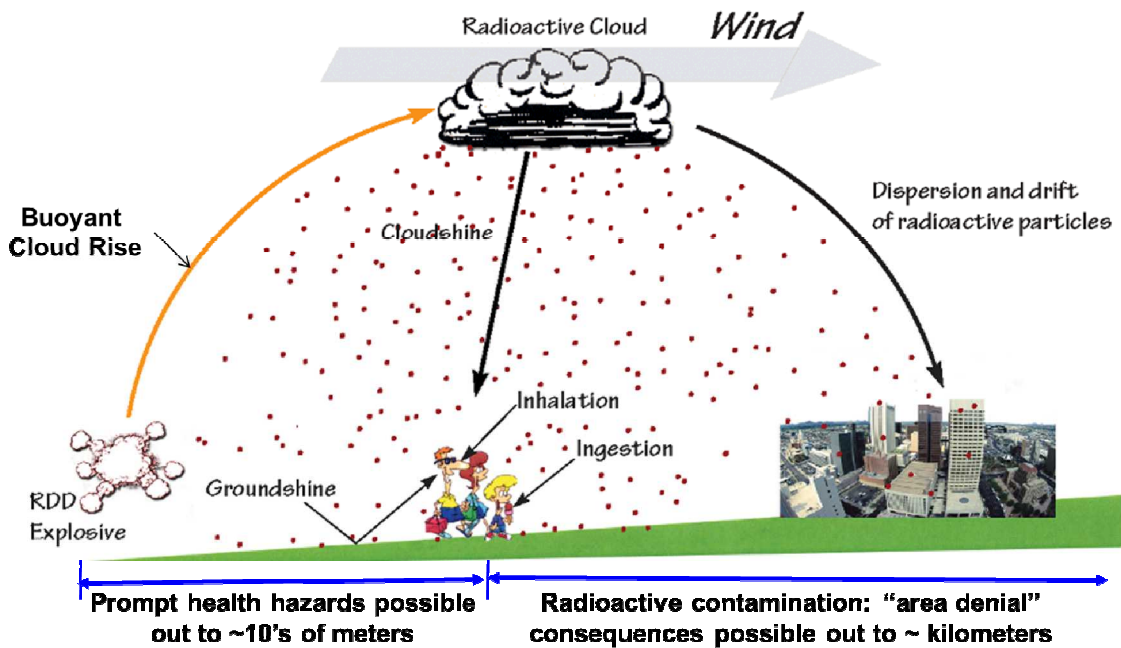 Radioactive Cloud
Wind
Buoyant
Cloud Rise
Cloudshine
Dispersion and drift
of radioactive particles
Inhalation
Ingestion
Groundshine
RDD
Explosive
Prompt health hazards possible
out to ~10's of meters
Radioactive contamination: “area denial”
consequences possible out to ~ kilometers